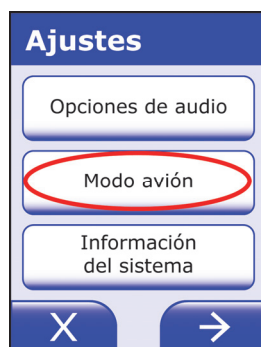 Ajustes
Opciones de audio
Modo avión
Información
del sistema
X